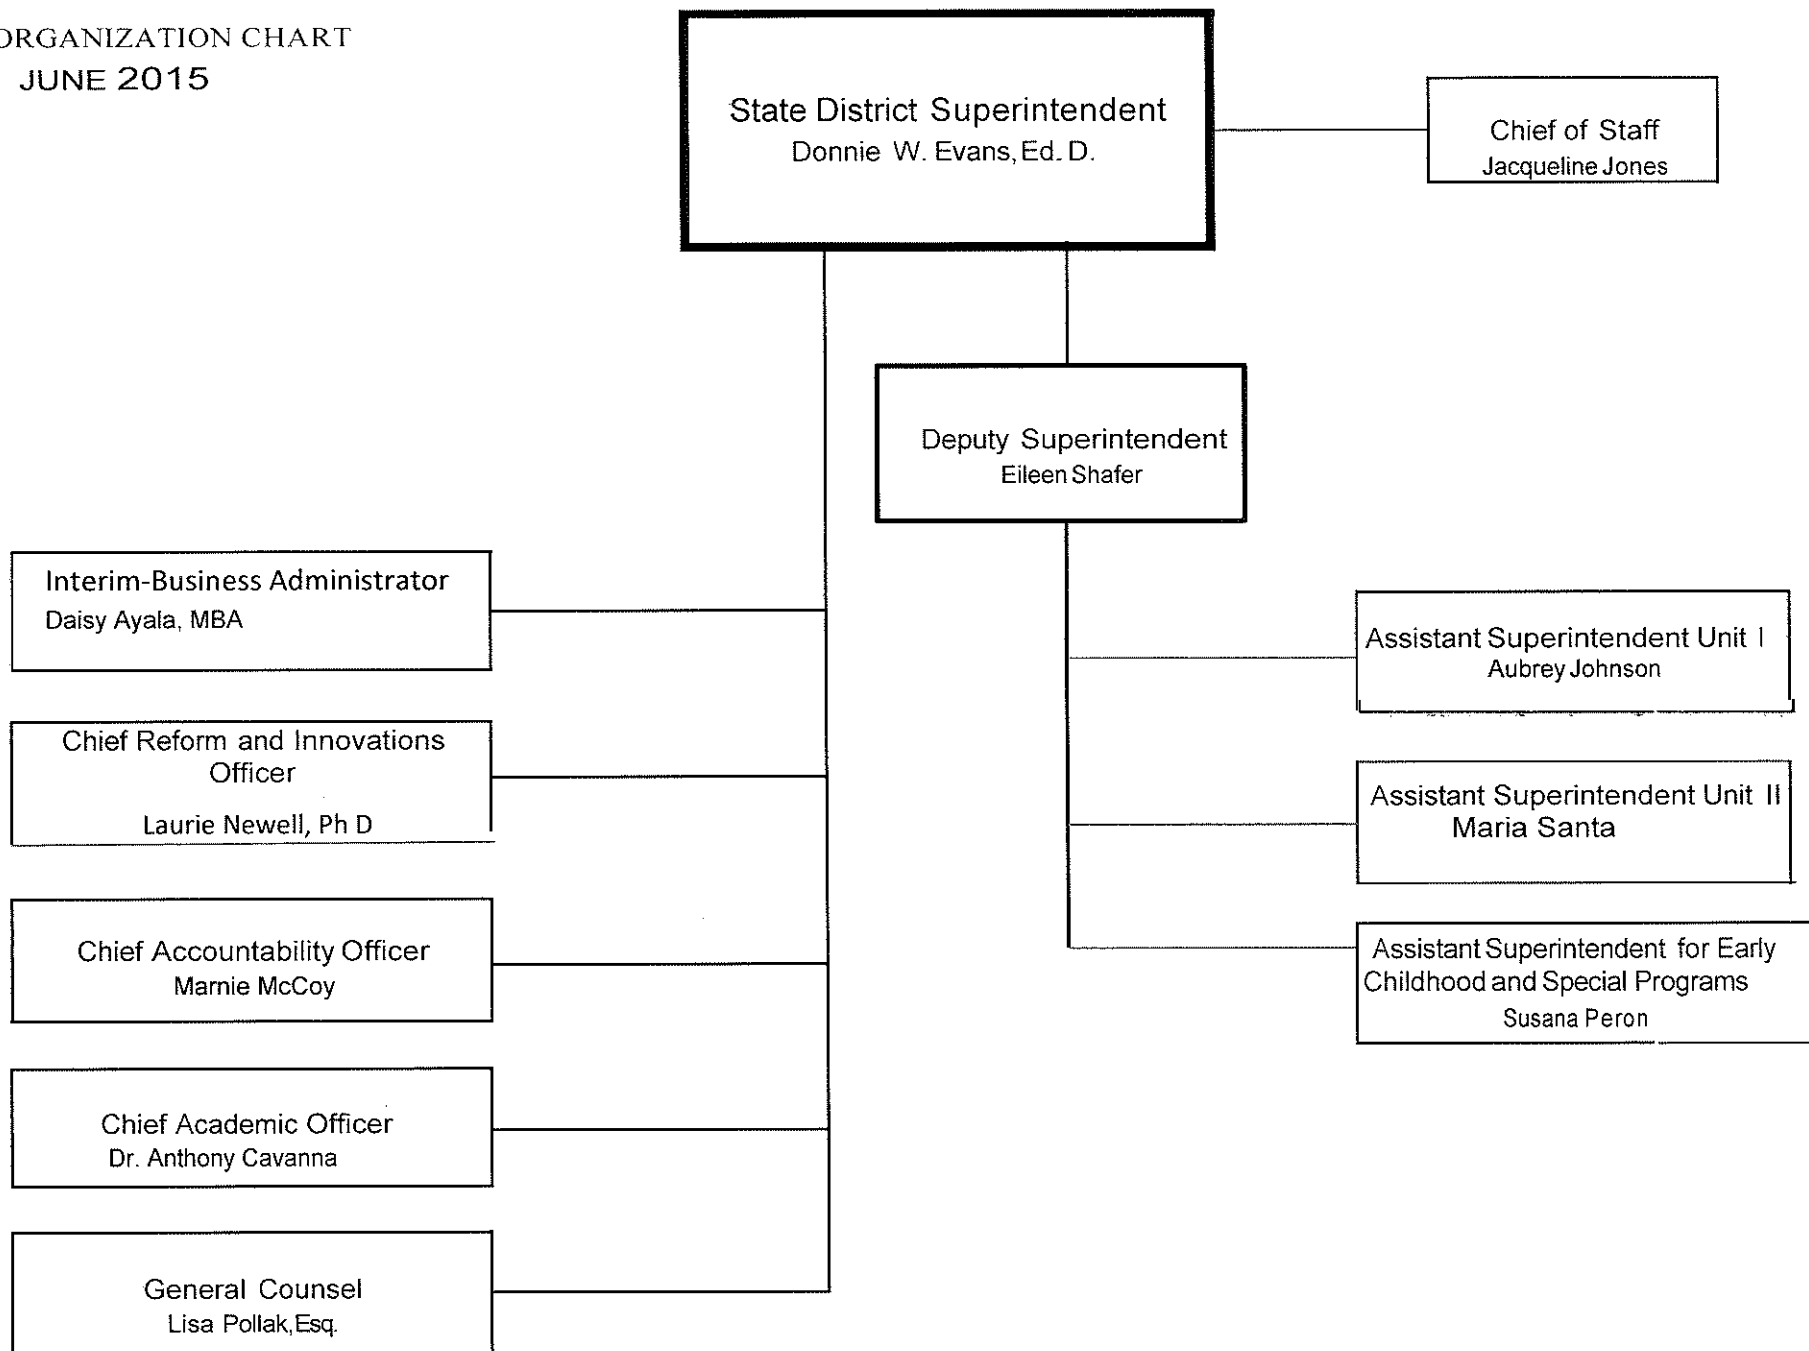 ORGANIZATION CHART
JUNE 2015
State District Superintendent
Donnie W. Evans, Ed. D.
Chief of Staff
Jacqueline Jones
Deputy Superintendent
Eileen Shafer
Interim-Business Administrator
Daisy Ayala, MBA
Chief Reform and Innovations
Officer
Laurie Newell, Ph D
Chief Accountability Officer
Marnie McCoy
Chief Academic Officer
Dr. Anthony Cavanna
General Counsel
Lisa Pollak, Esq.
Assistant Superintendent Unit I
Aubrey Johnson
Assistant Superintendent Unit II
Maria Santa
Assistant Superintendent for Early
Childhood and Special Programs
Susana Peron